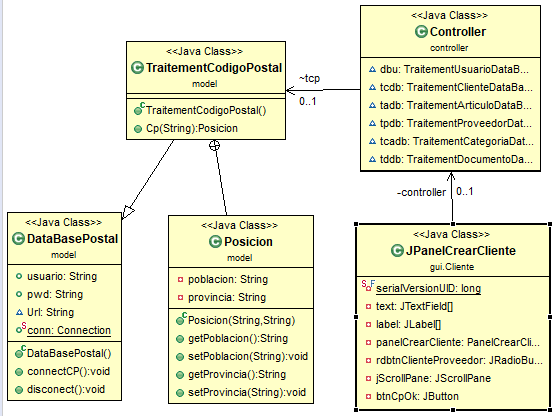 <<Java Class>>
TraitementCodigoPostal
model
TraitementCodigoPostal()
Cp(String):Posicion
~tcp
0..1
<<Java Class>>
Controller
controller
dbu: TraitementUsuarioDataB...
tcdb: TraitementClienteDataBa...
tadb: TraitementArticuloDataB...
tpdb: TraitementProveedorDat...
tcadb: TraitementCategoriaDat...
tddb: TraitementDocumentoDa...
-controller
0..1
<<Java Class>>
DataBasePostal
model
usuario: String
pwd: String
Url: String
conn: Connection
DataBasePostal()
connectCP():void
disconect():void
<<Java Class>>
Posicion
model
poblacion: String
provincia: String
Posicion(String,String)
getPoblacion():String
setPoblacion(String):void
getProvincia():String
setProvincia(String):void
<<Java Class>>
JPanelCrearCliente
gui.Cliente
serialVersionUID: long
text: JTextField[]
label: JLabel[]
panelCrearCliente: PanelCrearCli...
rdbtnClienteProveedor: JRadioBu...
jScrollPane: JScrollPane
btnCpOk: JButton